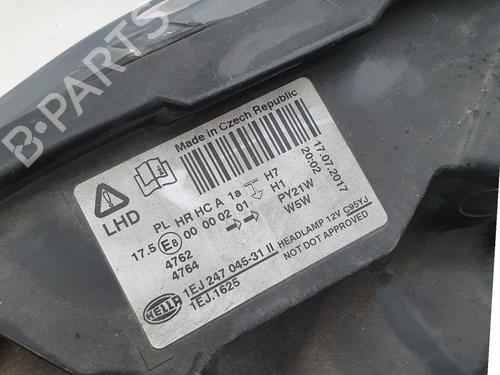 B-PARTS
Made in Czech Republic
LHD
17.07.2017
20:02
PL HR HC A 1a H7
17.5 E8 00 00 02 01 H1
4762 PY21W
4764 W5W
HELLA
1EJ 247 045-31 II HEADLAMP 12V C95YJ
1EJ.1625 NOT DOT APPROVED